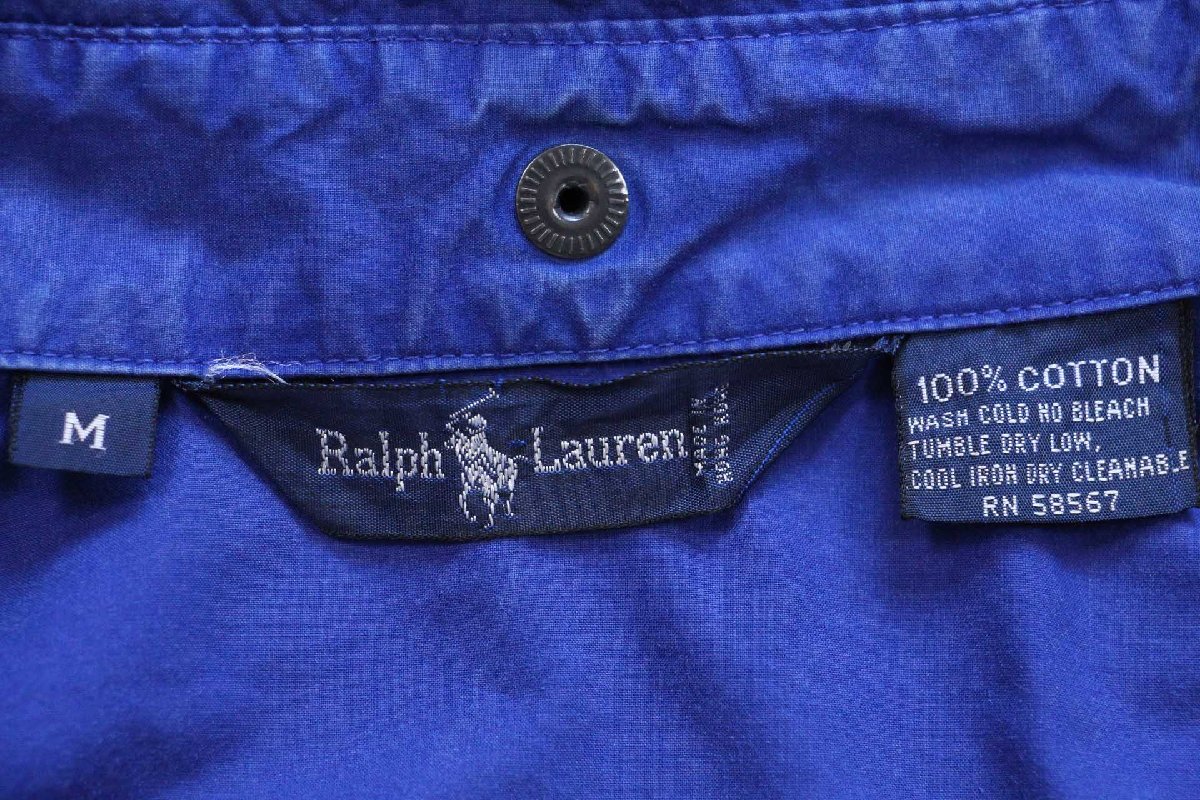 M
Ralph Lauren
MADE IN
HONG KONG
100% COTTON
WASH COLD NO BLEACH
TUMBLE DRY LOW,
COOL IRON DRY CLEANABLE
RN 58567